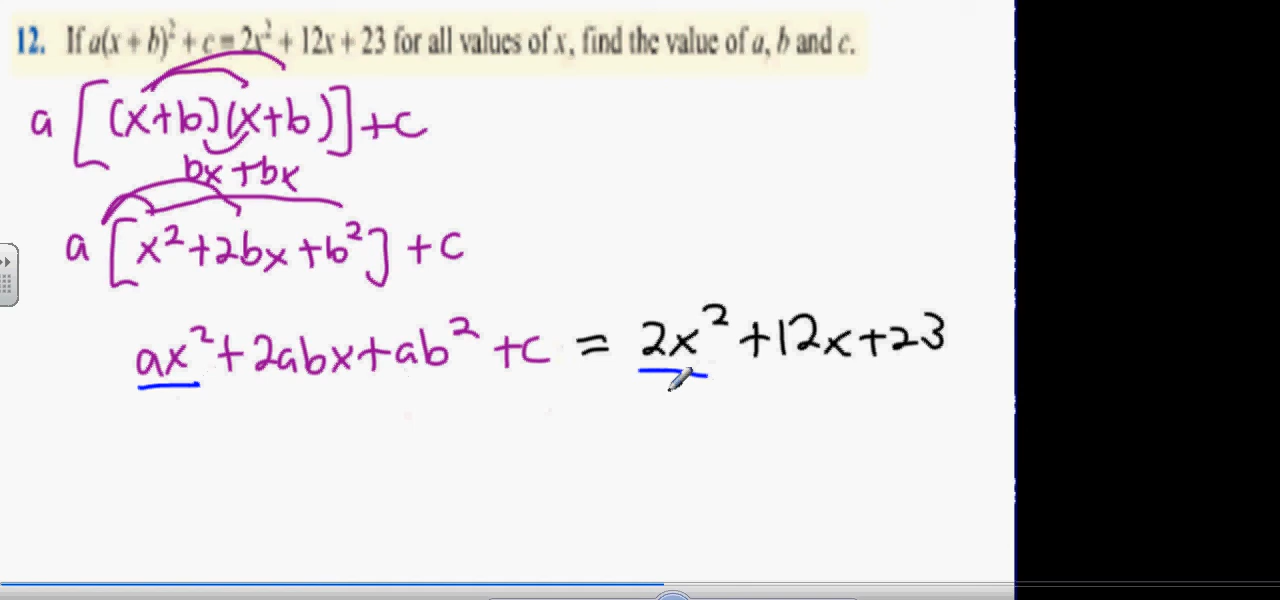 12. If a(x + b)² + c = 2x² + 12x + 23 for all values of x, find the value of a, b and c.
a [(x+b)(x+b)] +c
bx + bx
a [x² +2bx +b²] + c
ax² + 2abx + ab² + c = 2x² + 12x + 23